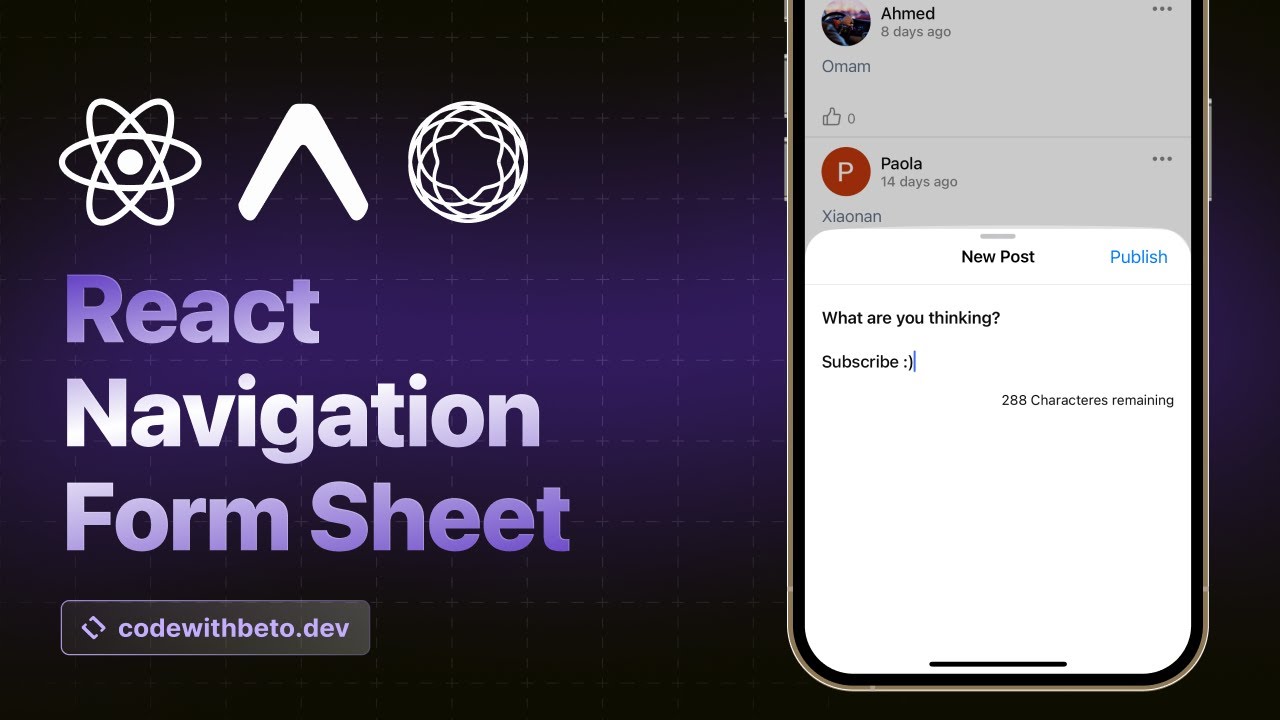 React
Navigation
Form Sheet
codewithbeto.dev
Ahmed
8 days ago
Omam
0
P
Paola
14 days ago
Xiaonan
New Post
Publish
What are you thinking?
Subscribe :)
288 Characteres remaining